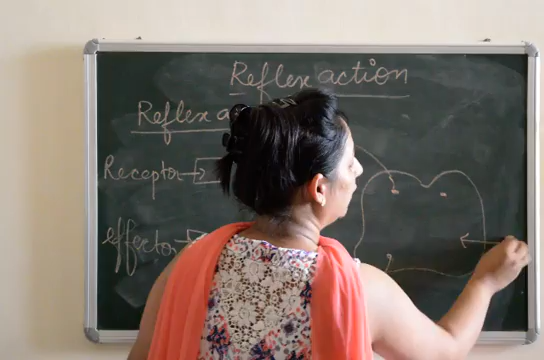 Reflex action
Reflex a
Receptor
effector